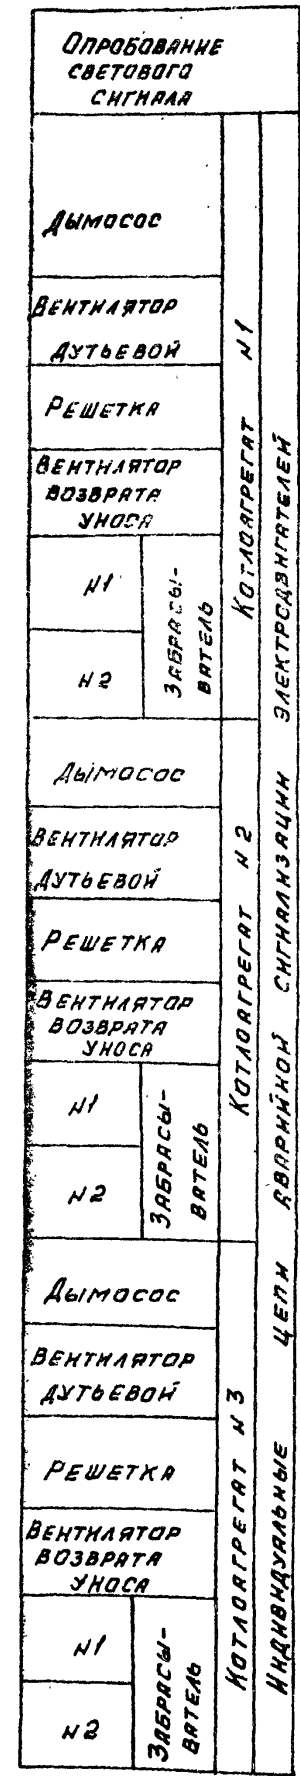 Опробование
светового
сигнала
Дымосос
Вентилятор
дутьевой
Решетка
Вентилятор
возврата
уноса
N1
N2
Забрасы-
ватель
Котлоагрегат N1
Дымосос
Вентилятор
дутьевой
Решетка
Вентилятор
возврата
уноса
N1
N2
Забрасы-
ватель
Котлоагрегат N2
Дымосос
Вентилятор
дутьевой
Решетка
Вентилятор
возврата
уноса
N1
N2
Забрасы-
ватель
Котлоагрегат N3
Индивидуальные цепи аварийной сигнализации электродвигателей